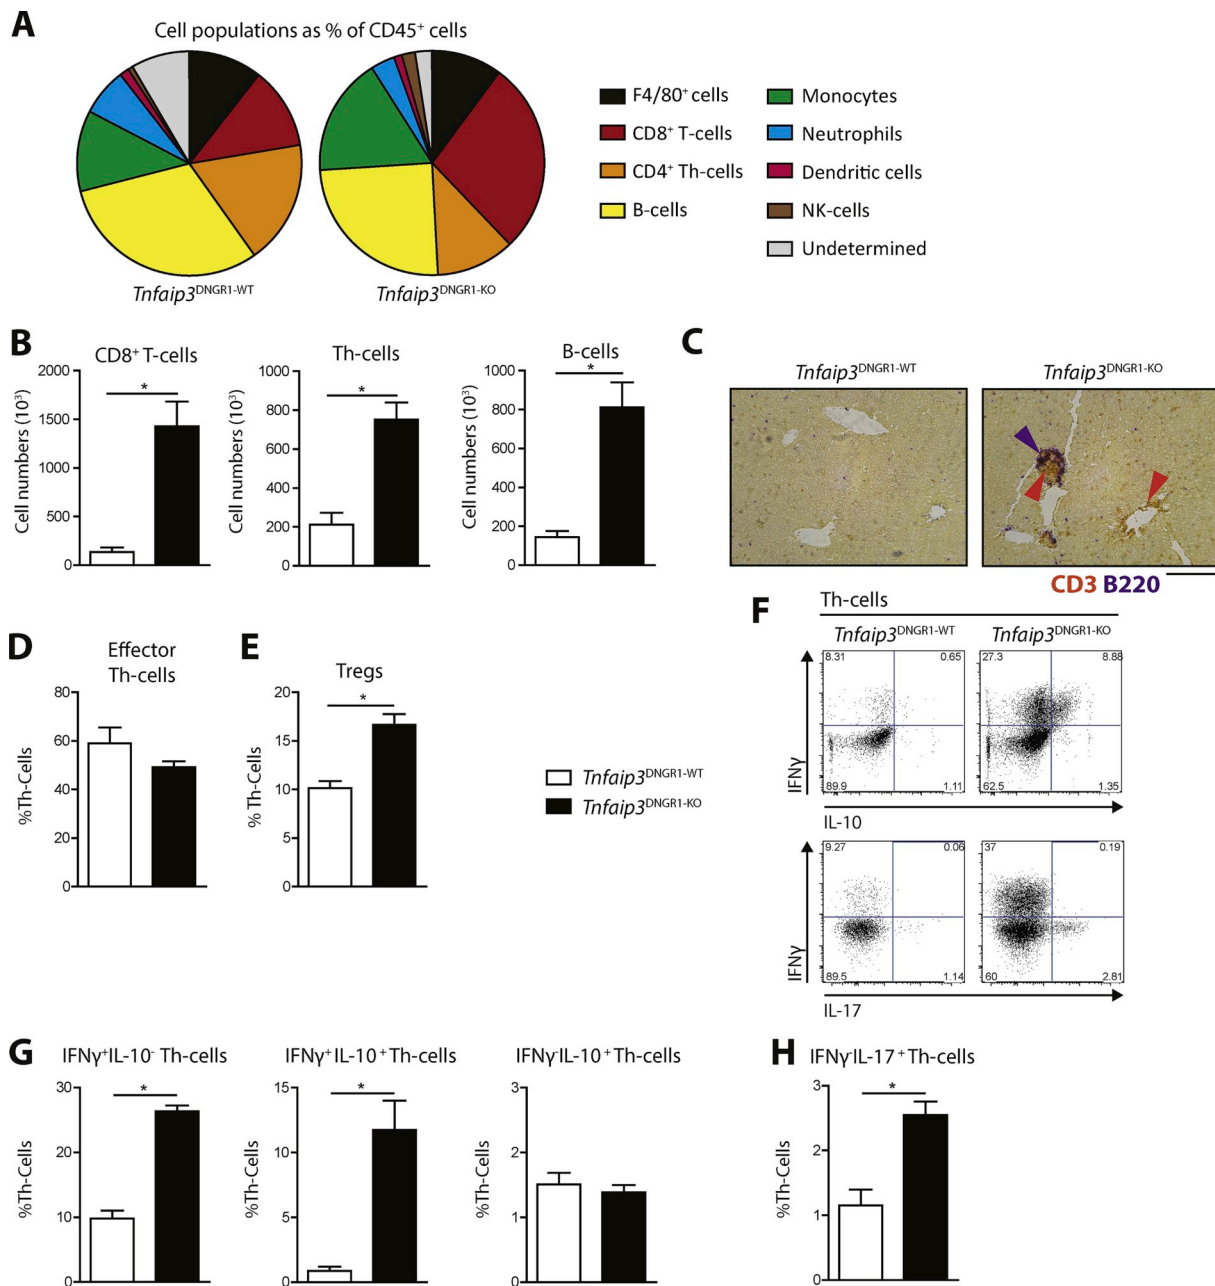 A
Cell populations as % of CD45⁺ cells
Tnfaip3ᴰᴺᴳᴿ¹⁻ᵂᵀ
Tnfaip3ᴰᴺᴳᴿ¹⁻ᴷᴼ
F4/80⁺ cells
CD8⁺ T-cells
CD4⁺ Th-cells
B-cells
Monocytes
Neutrophils
Dendritic cells
NK-cells
Undetermined
B
CD8⁺ T-cells
Cell numbers (10³)
2000
1500
1000
500
0
*
Th-cells
Cell numbers (10³)
1000
800
600
400
200
0
*
B-cells
Cell numbers (10³)
1000
800
600
400
200
0
*
C
Tnfaip3ᴰᴺᴳᴿ¹⁻ᵂᵀ
Tnfaip3ᴰᴺᴳᴿ¹⁻ᴷᴼ
CD3 B220
D
Effector
Th-cells
%Th-Cells
80
60
40
20
0
E
Tregs
% Th-Cells
20
15
10
5
0
*
Tnfaip3ᴰᴺᴳᴿ¹⁻ᵂᵀ
Tnfaip3ᴰᴺᴳᴿ¹⁻ᴷᴼ
F
Th-cells
Tnfaip3ᴰᴺᴳᴿ¹⁻ᵂᵀ
Tnfaip3ᴰᴺᴳᴿ¹⁻ᴷᴼ
IFNγ
8.31 0.65
89.9 1.11
27.3 8.88
62.5 1.35
IL-10
IFNγ
9.27 0.06
89.5 1.14
37 0.19
60 2.81
IL-17
G
IFNγ⁺IL-10⁻ Th-cells
%Th-Cells
30
20
10
0
*
IFNγ⁺IL-10⁺Th-cells
%Th-Cells
15
10
5
0
*
IFNγ⁻IL-10⁺Th-cells
%Th-Cells
3
2
1
0
H
IFNγ⁻IL-17⁺Th-cells
%Th-Cells
3
2
1
0
*